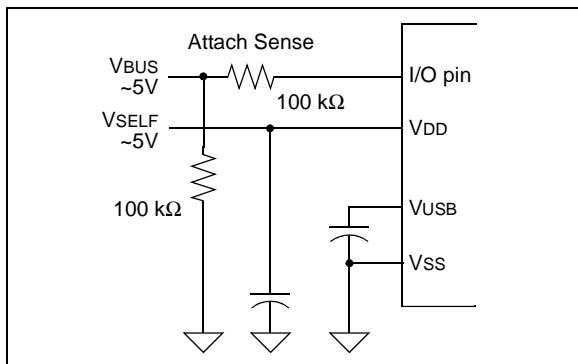 Attach Sense
VBUS
~5V
100 kΩ
I/O pin
VSELF
~5V
VDD
100 kΩ
VUSB
VSS